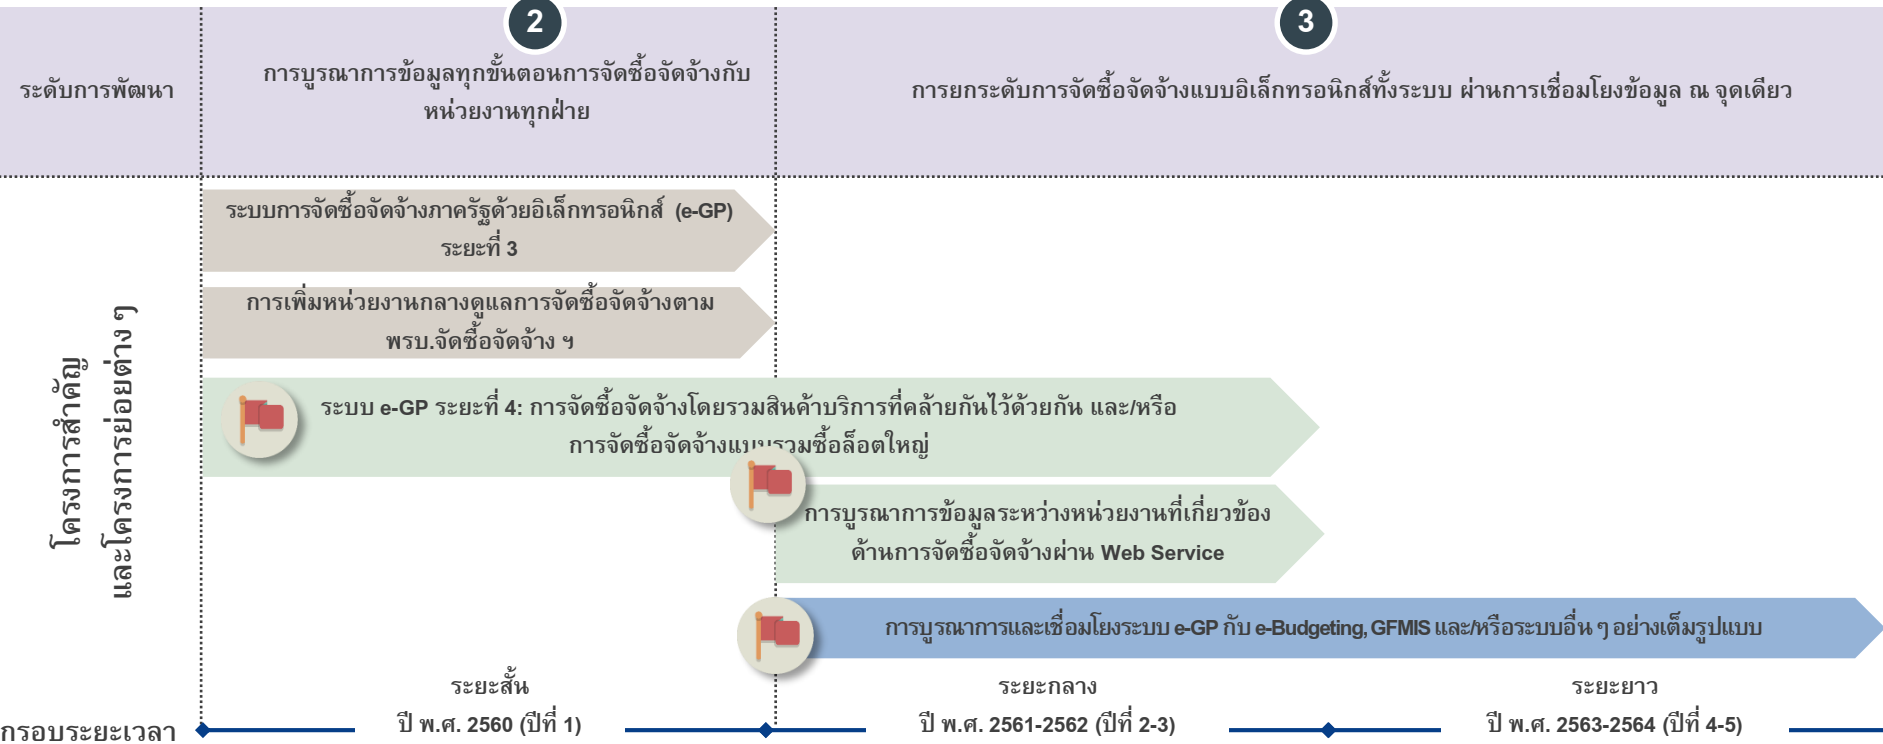 2
3
ระดับการพัฒนา
การบูรณาการข้อมูลทุกขั้นตอนการจัดซื้อจัดจ้างกับ
หน่วยงานทุกฝ่าย
การยกระดับการจัดซื้อจัดจ้างแบบอิเล็กทรอนิกส์ทั้งระบบ ผ่านการเชื่อมโยงข้อมูล ณ จุดเดียว
โครงการสำคัญ
และโครงการย่อยต่าง ๆ
ระบบการจัดซื้อจัดจ้างภาครัฐด้วยอิเล็กทรอนิกส์ (e-GP)
ระยะที่ 3
การเพิ่มหน่วยงานกลางดูแลการจัดซื้อจัดจ้างตาม
พรบ.จัดซื้อจัดจ้าง ฯ
ระบบ e-GP ระยะที่ 4: การจัดซื้อจัดจ้างโดยรวมสินค้าบริการที่คล้ายกันไว้ด้วยกัน และ/หรือ
การจัดซื้อจัดจ้างแบบรวมซื้อล็อตใหญ่
การบูรณาการข้อมูลระหว่างหน่วยงานที่เกี่ยวข้อง
ด้านการจัดซื้อจัดจ้างผ่าน Web Service
การบูรณาการและเชื่อมโยงระบบ e-GP กับ e-Budgeting, GFMIS และ/หรือระบบอื่น ๆ อย่างเต็มรูปแบบ
กรอบระยะเวลา
ระยะสั้น
ปี พ.ศ. 2560 (ปีที่ 1)
ระยะกลาง
ปี พ.ศ. 2561-2562 (ปีที่ 2-3)
ระยะยาว
ปี พ.ศ. 2563-2564 (ปีที่ 4-5)